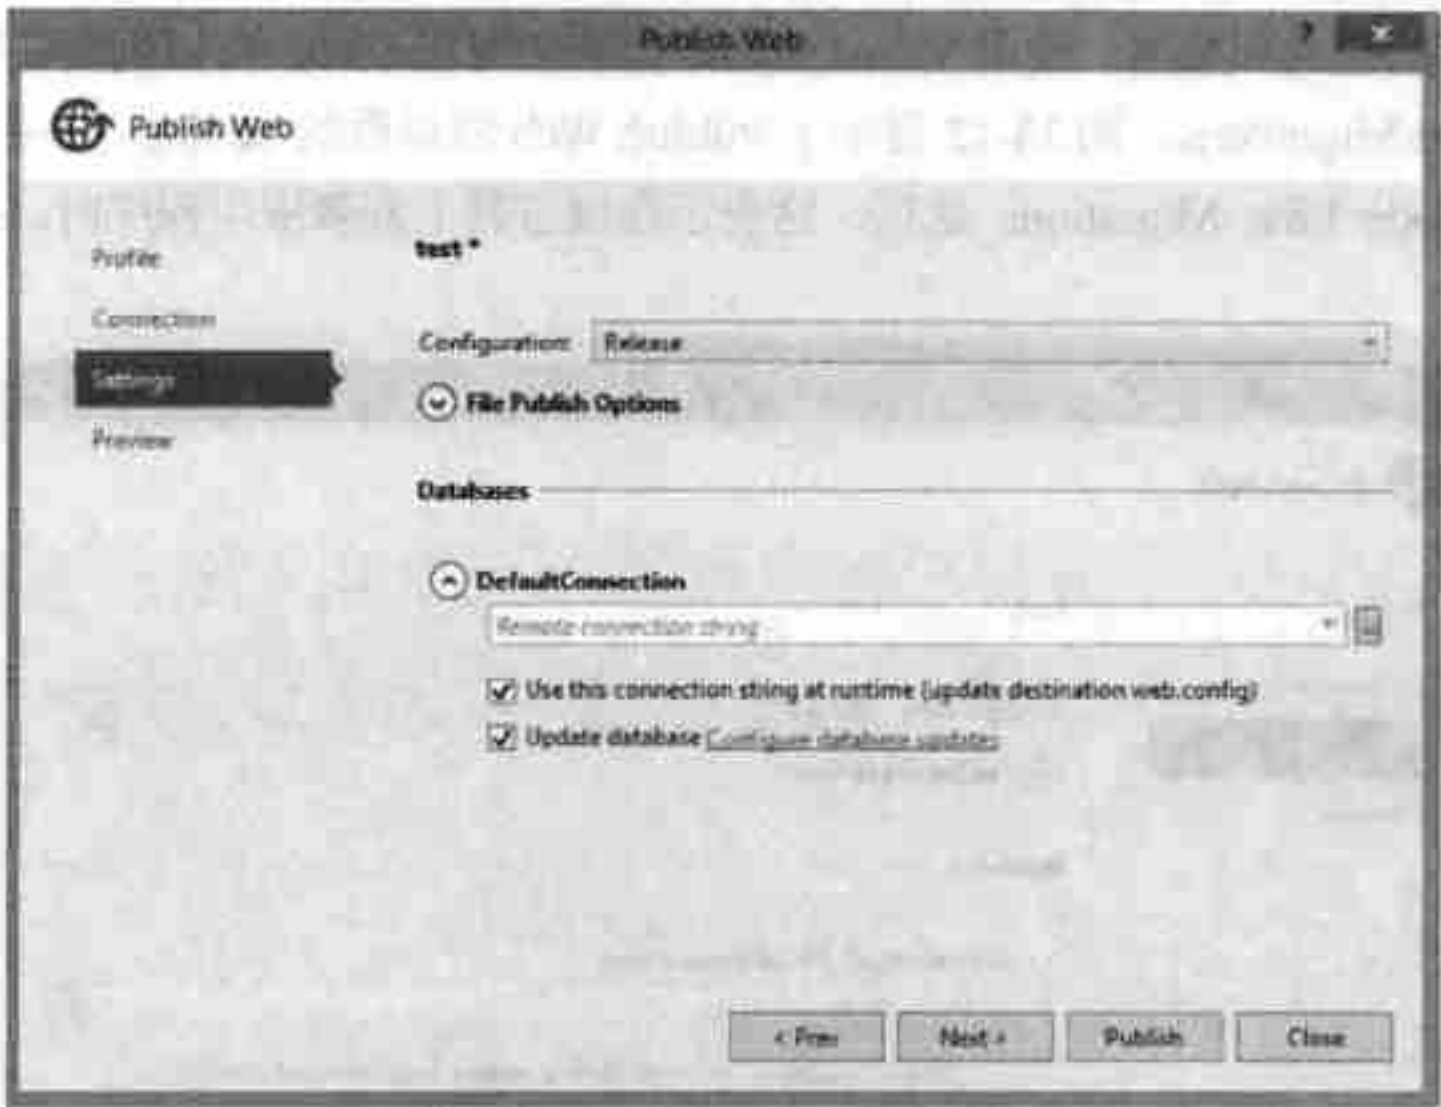 Publish Web
?
Publish Web
Profile
Connection
Settings
Preview
test *
Configuration: Release
File Publish Options
Databases
DefaultConnection
Remote connection string
Use this connection string at runtime (update destination web.config)
Update database Configure database updates
< Prev
Next >
Publish
Close